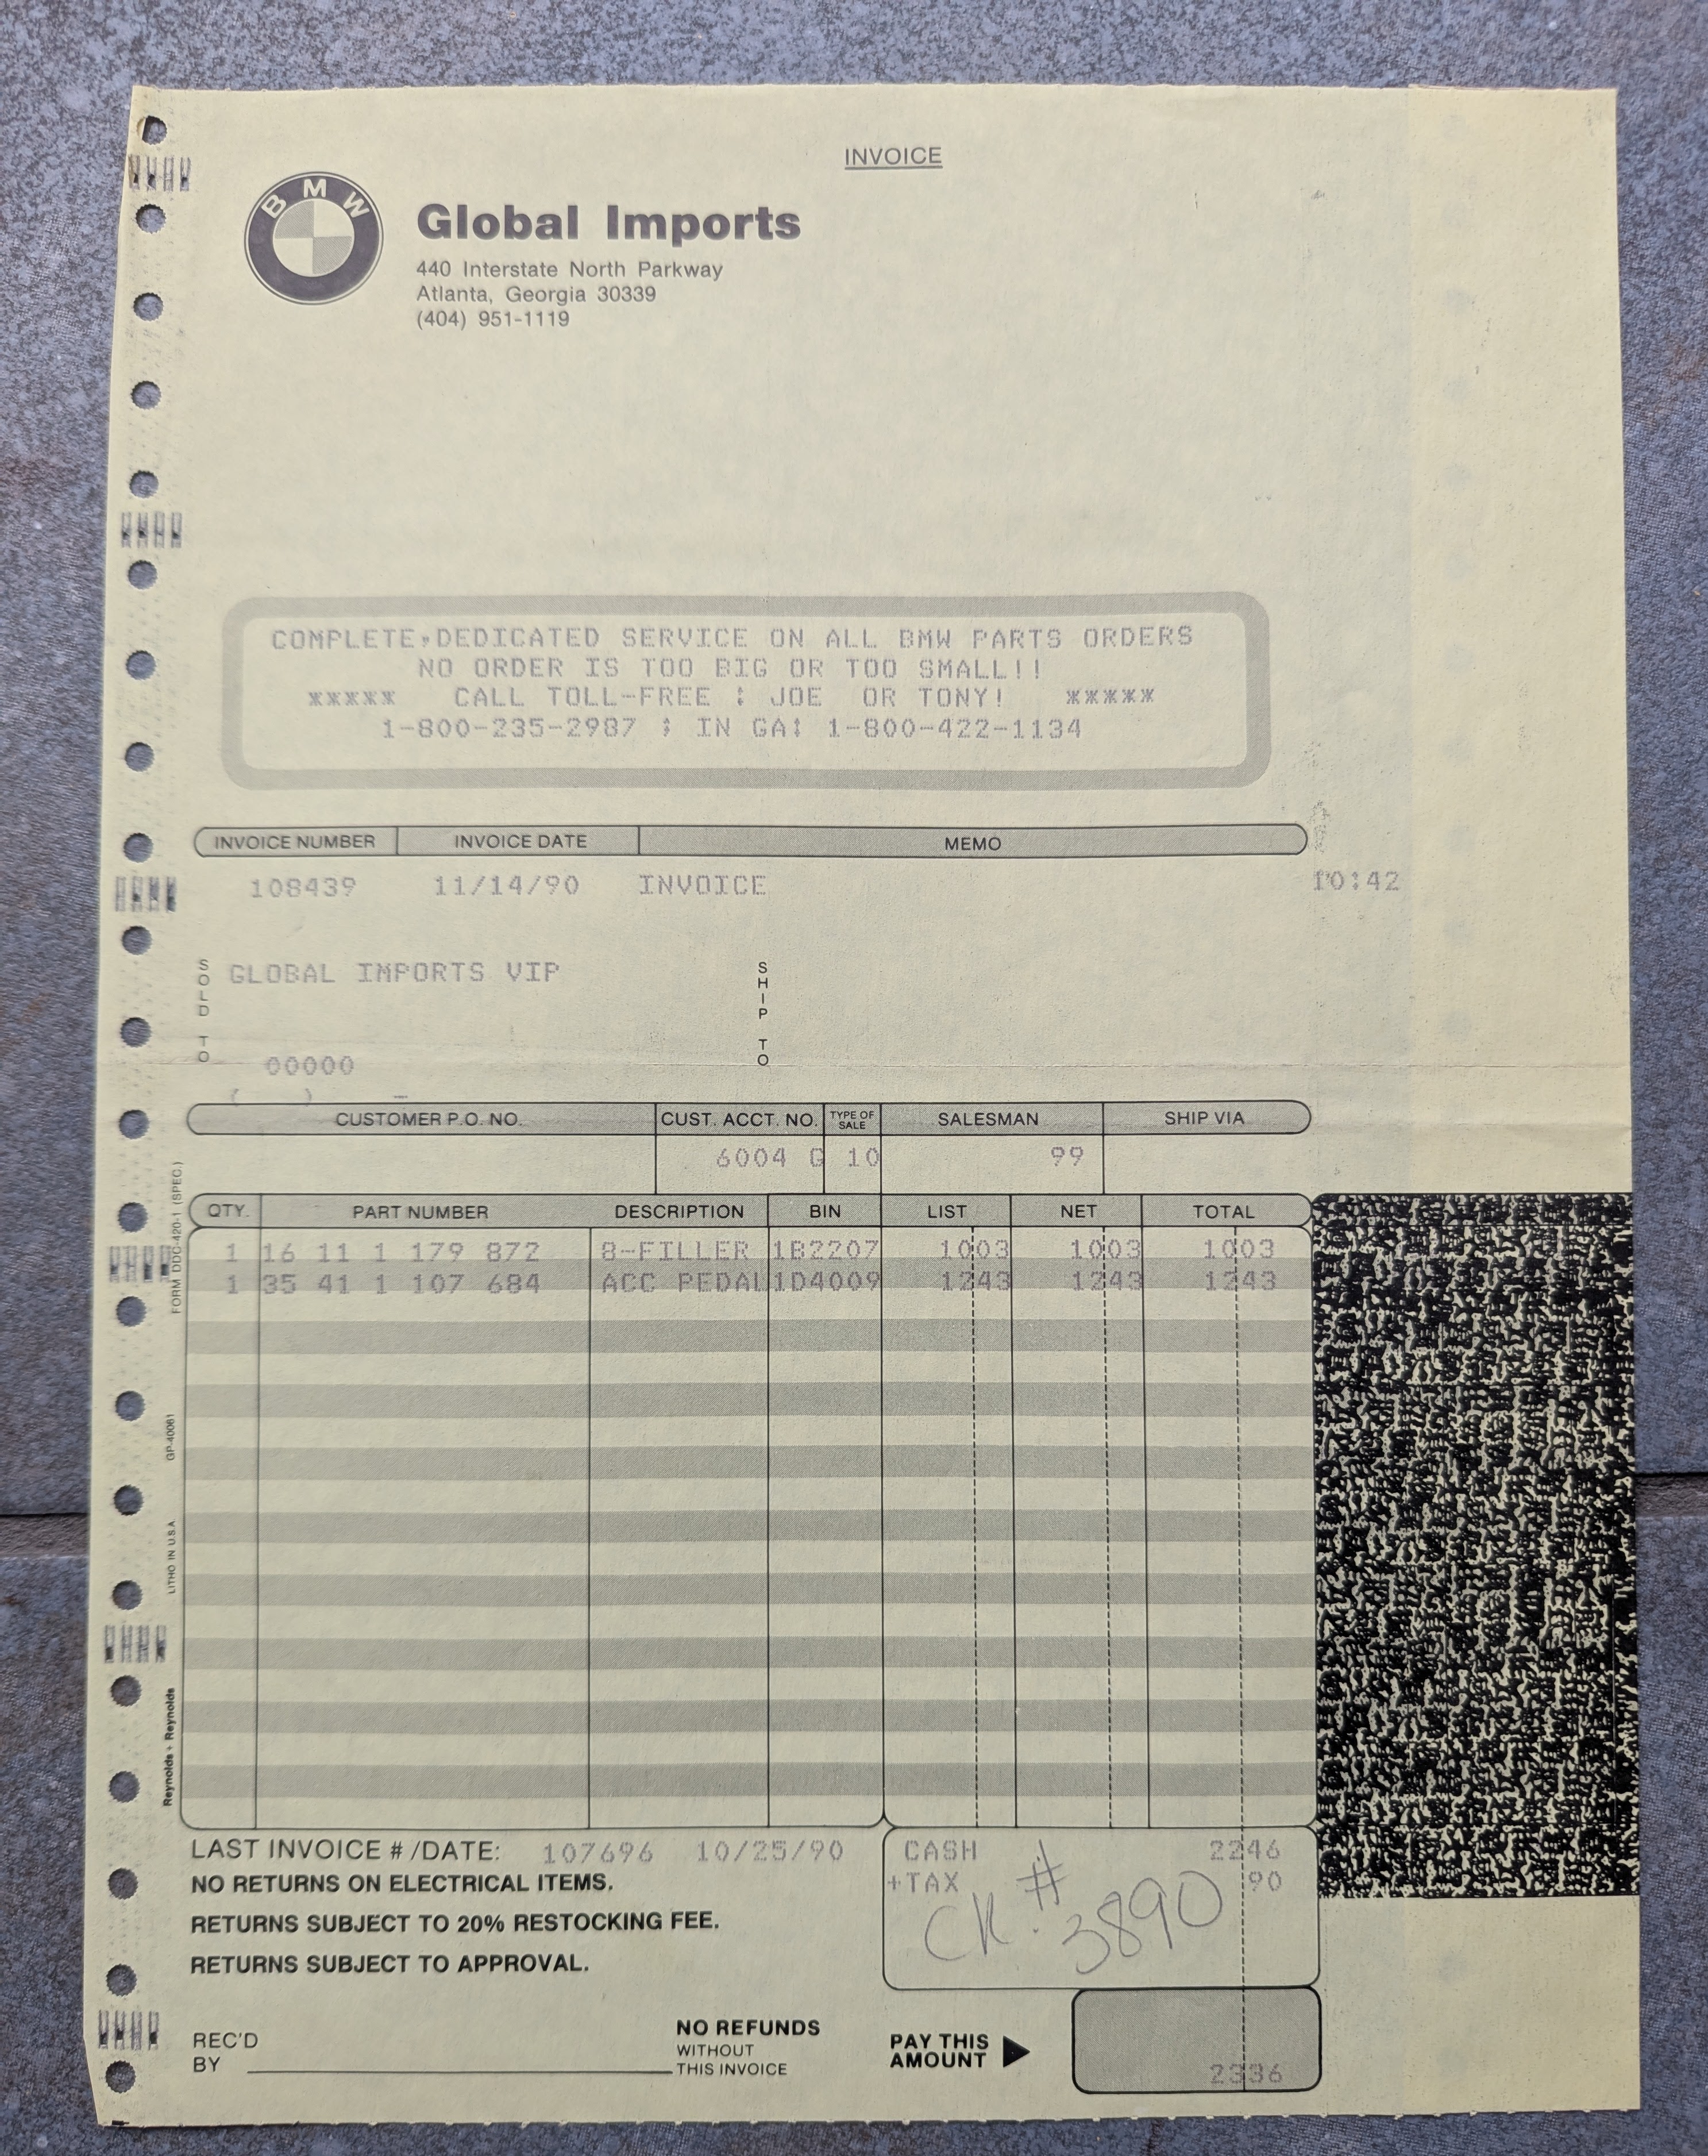 INVOICE
BMW
Global Imports
440 Interstate North Parkway
Atlanta, Georgia 30339
(404) 951-1119
COMPLETE,DEDICATED SERVICE ON ALL BMW PARTS ORDERS
NO ORDER IS TOO BIG OR TOO SMALL!!
***** CALL TOLL-FREE : JOE OR TONY! *****
1-800-235-2987 ; IN GA: 1-800-422-1134
INVOICE NUMBER INVOICE DATE MEMO
108439 11/14/90 INVOICE 10:42
SOLD TO GLOBAL IMPORTS VIP SHIP TO
00000
( ) -
CUSTOMER P.O. NO. CUST. ACCT. NO. TYPE OF SALE SALESMAN SHIP VIA
6004 G 10 99
QTY. PART NUMBER DESCRIPTION BIN LIST NET TOTAL
1 16 11 1 179 872 8-FILLER 1B2207 1003 1003 1003
1 35 41 1 107 684 ACC PEDAL 1D4009 1243 1243 1243
FORM DDC-420-1 (SPEC.)
GP-40061
LITHO IN U.S.A.
Reynolds + Reynolds
LAST INVOICE # /DATE: 107696 10/25/90 CASH 2246
NO RETURNS ON ELECTRICAL ITEMS. +TAX 90
CK. # 3890
RETURNS SUBJECT TO 20% RESTOCKING FEE.
RETURNS SUBJECT TO APPROVAL.
REC'D
BY
NO REFUNDS
WITHOUT
THIS INVOICE
PAY THIS
AMOUNT
2336